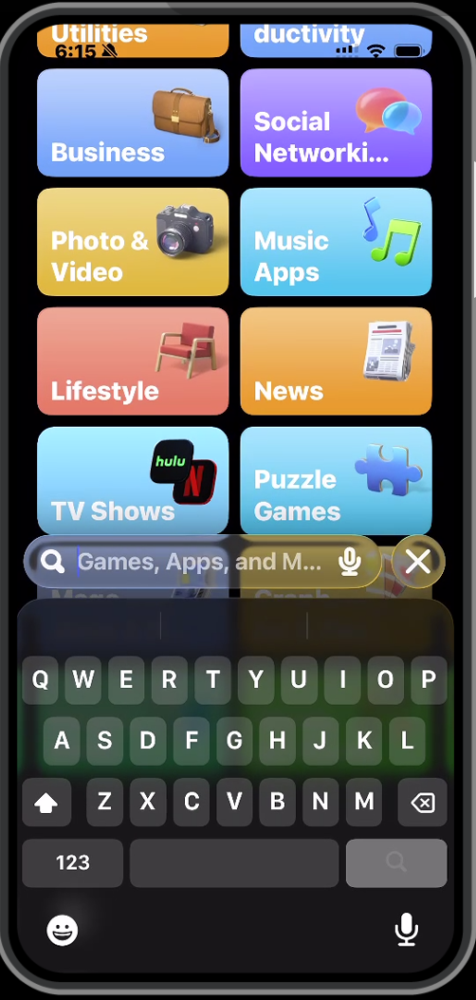 Utilities
ductivity
6:15
Business
Social
Networki...
Photo &
Video
Music
Apps
Lifestyle
News
hulu
N
TV Shows
Puzzle
Games
Games, Apps, and M...
Q W E R T Y U I O P
A S D F G H J K L
Z X C V B N M
123